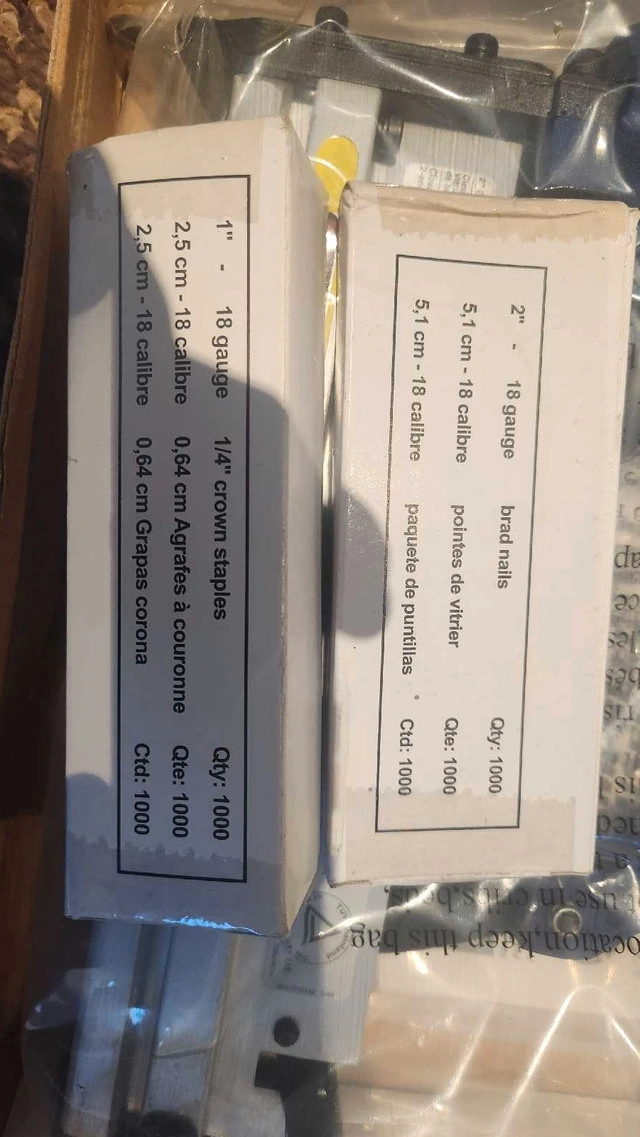 1" - 18 gauge 1/4" crown staples Qty: 1000
2,5 cm - 18 calibre 0,64 cm Agrafes à couronne Qte: 1000
2,5 cm - 18 calibre 0,64 cm Grapas corona Ctd: 1000
2" - 18 gauge brad nails Qty: 1000
5,1 cm - 18 calibre pointes de vitrier Qte: 1000
5,1 cm - 18 calibre paquete de puntillas Ctd: 1000
use in cribs,beds,
ocation,keep this bag